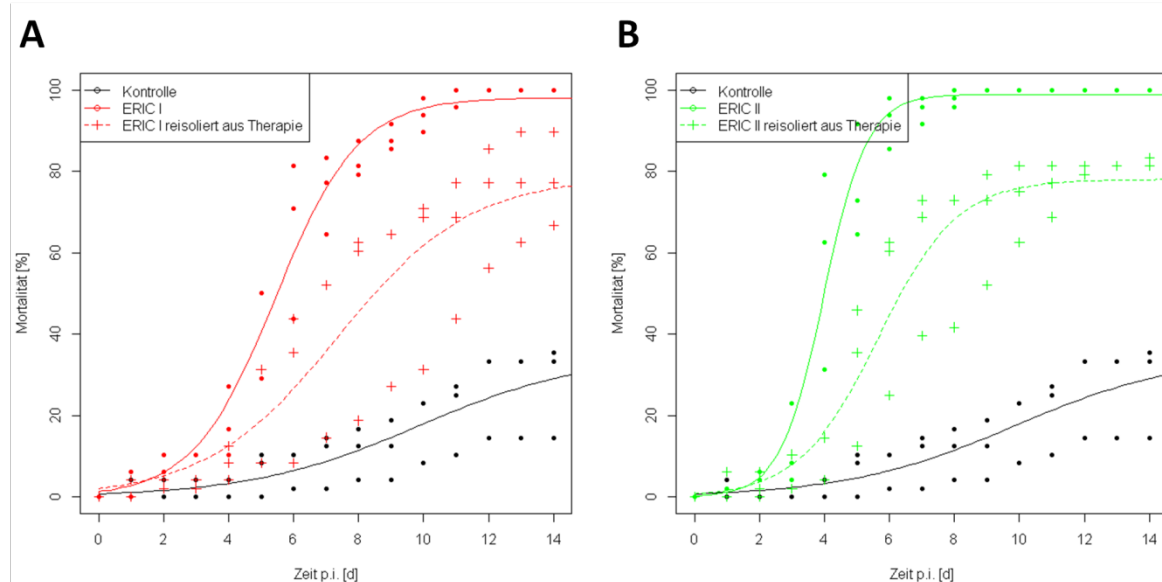 A
Kontrolle
ERIC I
ERIC I reisoliert aus Therapie
Mortalität [%]
100
80
60
40
20
0
0 2 4 6 8 10 12 14
Zeit p.i. [d]
B
Kontrolle
ERIC II
ERIC II reisoliert aus Therapie
Mortalität [%]
100
80
60
40
20
0
0 2 4 6 8 10 12 14
Zeit p.i. [d]